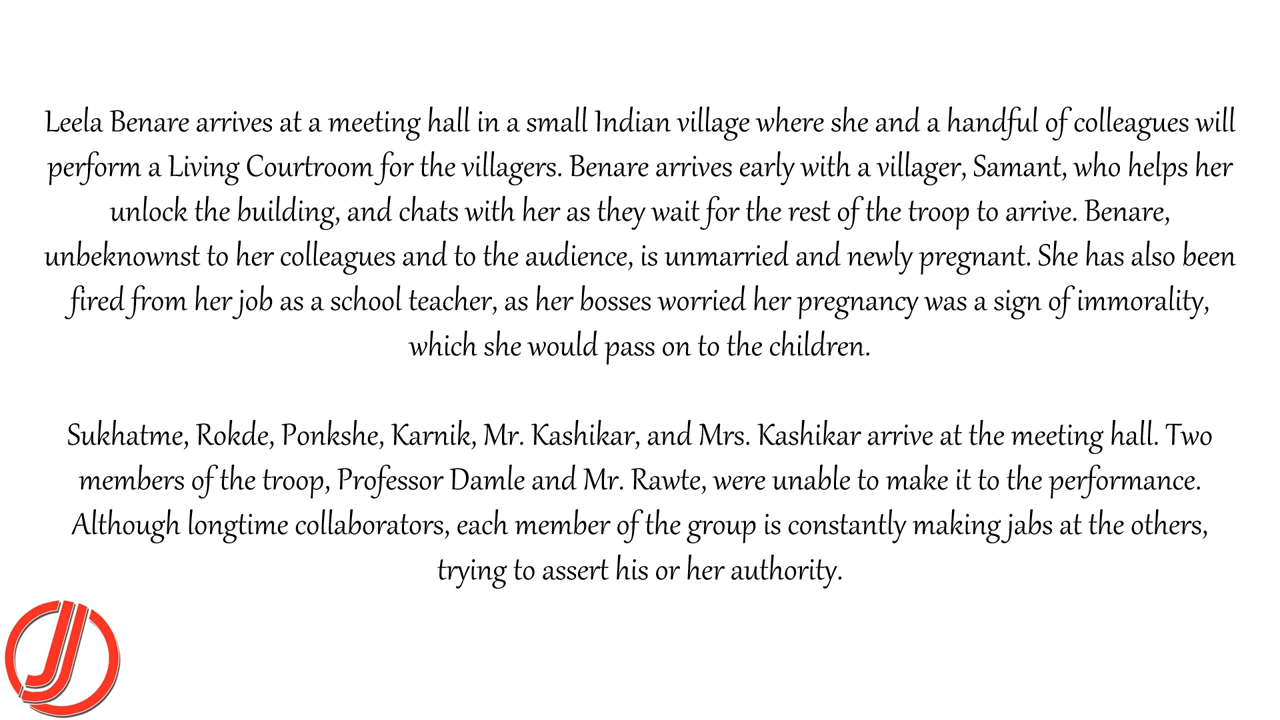 Leela Benare arrives at a meeting hall in a small Indian village where she and a handful of colleagues will
perform a Living Courtroom for the villagers. Benare arrives early with a villager, Samant, who helps her
unlock the building, and chats with her as they wait for the rest of the troop to arrive. Benare,
unbeknownst to her colleagues and to the audience, is unmarried and newly pregnant. She has also been
fired from her job as a school teacher, as her bosses worried her pregnancy was a sign of immorality,
which she would pass on to the children.
Sukhatme, Rokde, Ponkshe, Karnik, Mr. Kashikar, and Mrs. Kashikar arrive at the meeting hall. Two
members of the troop, Professor Damle and Mr. Rawte, were unable to make it to the performance.
Although longtime collaborators, each member of the group is constantly making jabs at the others,
trying to assert his or her authority.